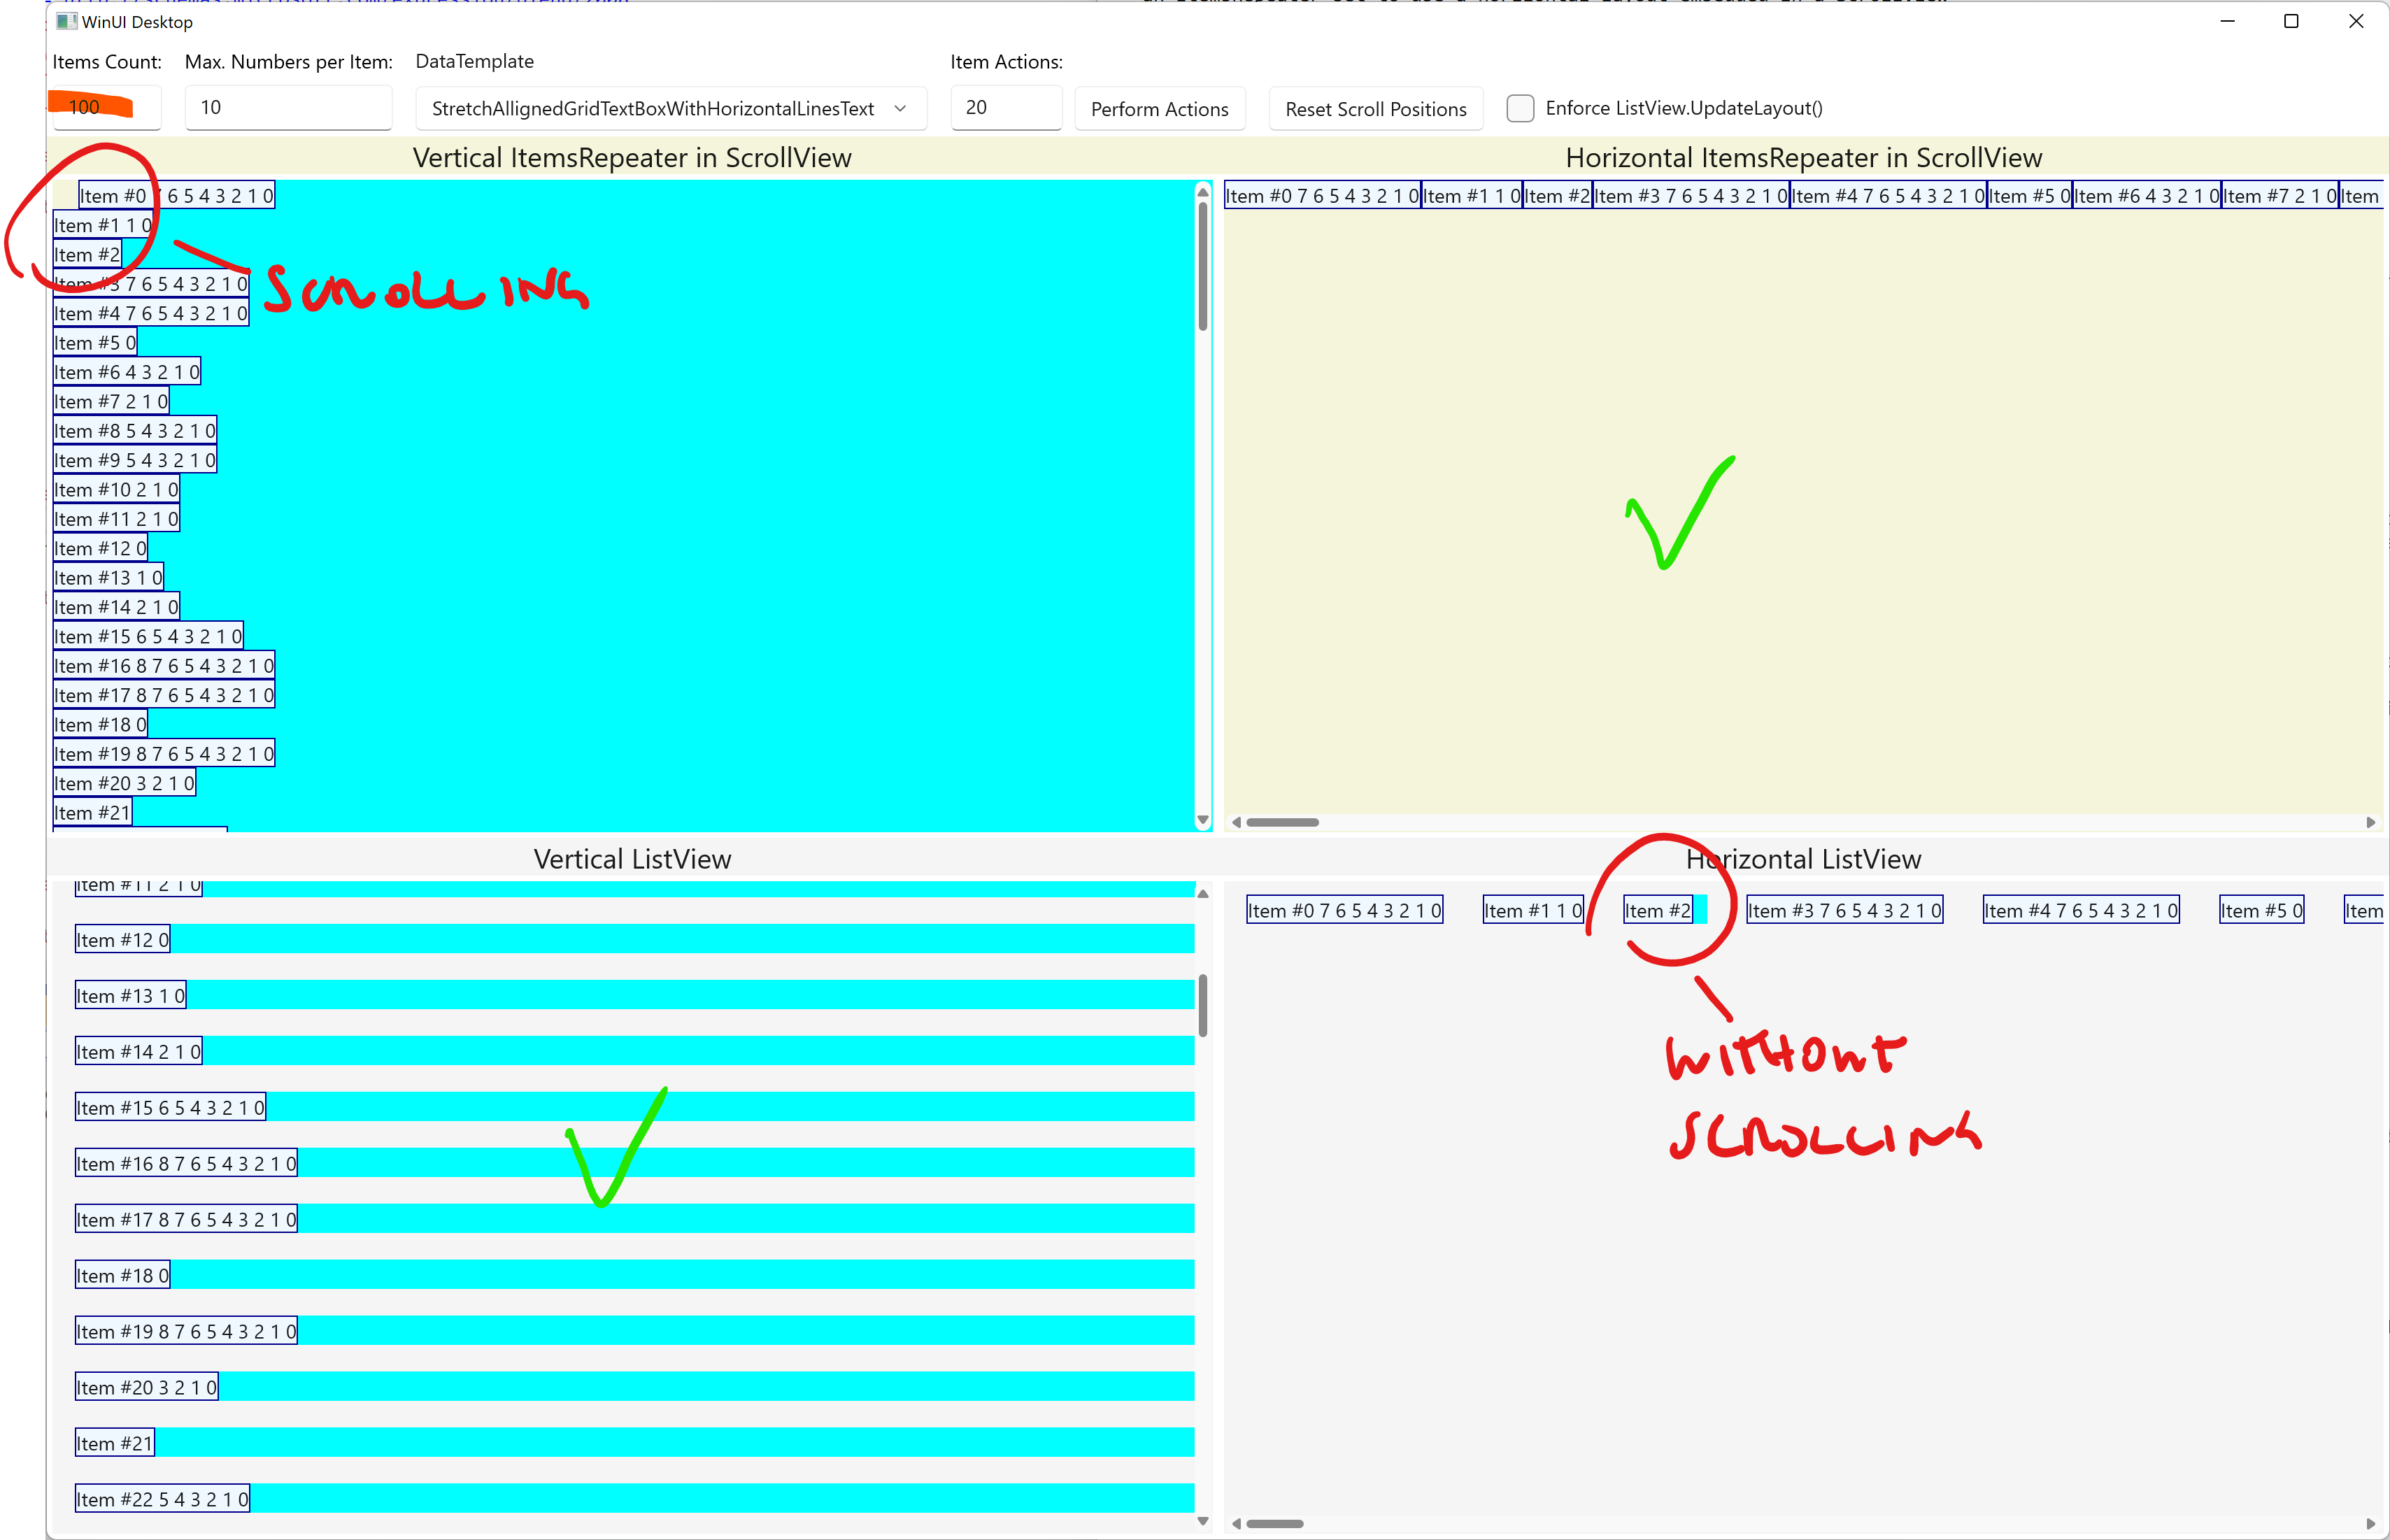 WinUI Desktop
Items Count: Max. Numbers per Item: DataTemplate Item Actions:
100 10 StretchAllignedGridTextBoxWithHorizontalLinesText 20 Perform Actions Reset Scroll Positions Enforce ListView.UpdateLayout()
Vertical ItemsRepeater in ScrollView
Item #0 7 6 5 4 3 2 1 0
Item #1 1 0
Item #2
Item #3 7 6 5 4 3 2 1 0
SCROLLING
Item #4 7 6 5 4 3 2 1 0
Item #5 0
Item #6 4 3 2 1 0
Item #7 2 1 0
Item #8 5 4 3 2 1 0
Item #9 5 4 3 2 1 0
Item #10 2 1 0
Item #11 2 1 0
Item #12 0
Item #13 1 0
Item #14 2 1 0
Item #15 6 5 4 3 2 1 0
Item #16 8 7 6 5 4 3 2 1 0
Item #17 8 7 6 5 4 3 2 1 0
Item #18 0
Item #19 8 7 6 5 4 3 2 1 0
Item #20 3 2 1 0
Item #21
Horizontal ItemsRepeater in ScrollView
Item #0 7 6 5 4 3 2 1 0 Item #1 1 0 Item #2 Item #3 7 6 5 4 3 2 1 0 Item #4 7 6 5 4 3 2 1 0 Item #5 0 Item #6 4 3 2 1 0 Item #7 2 1 0 Item
Vertical ListView
Item #11 2 1 0
Item #12 0
Item #13 1 0
Item #14 2 1 0
Item #15 6 5 4 3 2 1 0
Item #16 8 7 6 5 4 3 2 1 0
Item #17 8 7 6 5 4 3 2 1 0
Item #18 0
Item #19 8 7 6 5 4 3 2 1 0
Item #20 3 2 1 0
Item #21
Item #22 5 4 3 2 1 0
Horizontal ListView
Item #0 7 6 5 4 3 2 1 0 Item #1 1 0 Item #2 Item #3 7 6 5 4 3 2 1 0 Item #4 7 6 5 4 3 2 1 0 Item #5 0 Item
WITHOUT
SCROLLING